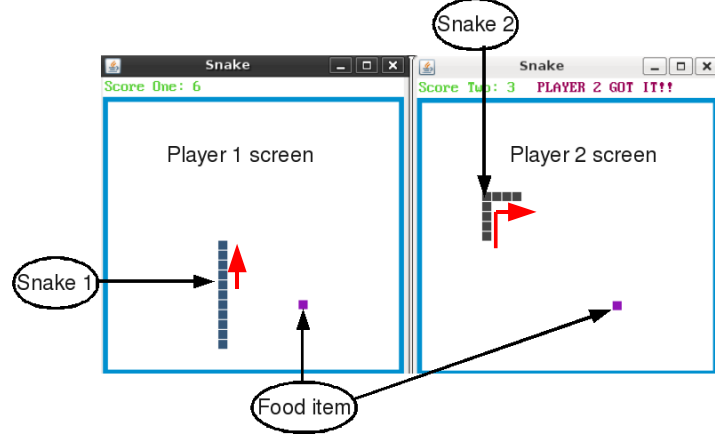 Snake 2
Snake
Snake
Score One: 6
Score Two: 3 PLAYER 2 GOT IT!!
Player 1 screen
Player 2 screen
Snake 1
Food item